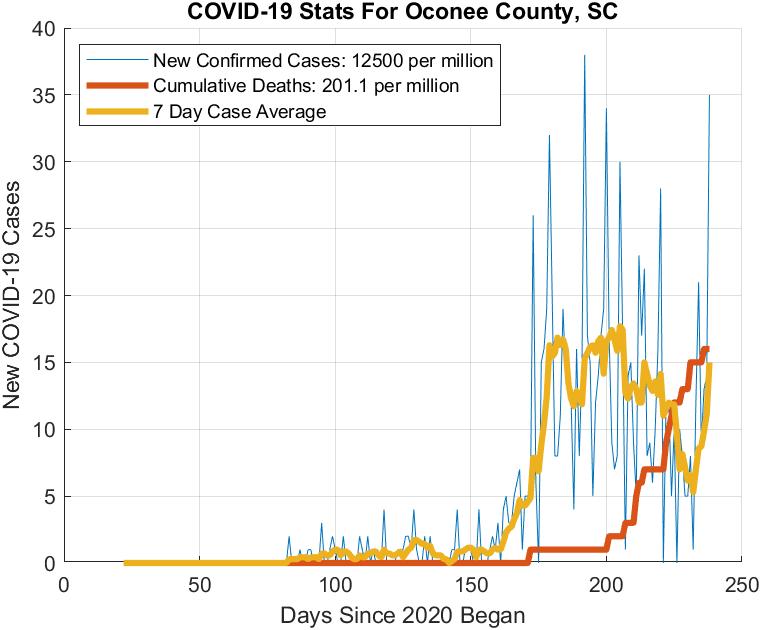 COVID-19 Stats For Oconee County, SC
New Confirmed Cases: 12500 per million
Cumulative Deaths: 201.1 per million
7 Day Case Average
New COVID-19 Cases
40
35
30
25
20
15
10
5
0
0 50 100 150 200 250
Days Since 2020 Began